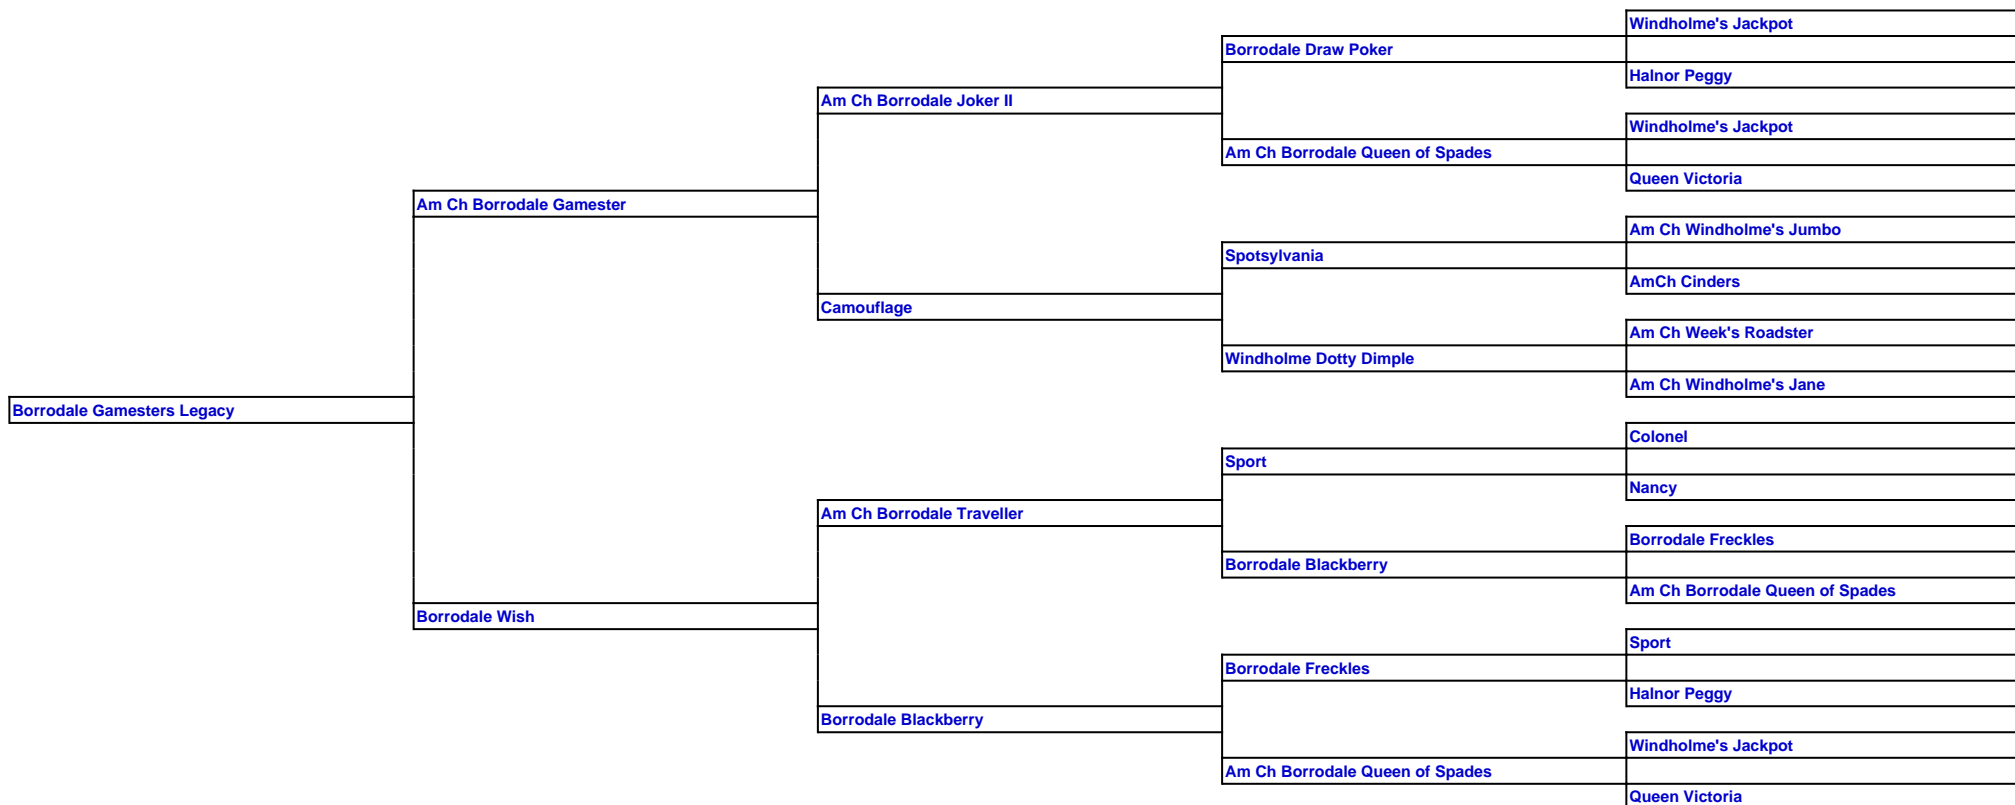 Windholme's Jackpot
Borrodale Draw Poker
Halnor Peggy
Am Ch Borrodale Joker II
Windholme's Jackpot
Am Ch Borrodale Queen of Spades
Queen Victoria
Am Ch Borrodale Gamester
Am Ch Windholme's Jumbo
Spotsylvania
AmCh Cinders
Camouflage
Am Ch Week's Roadster
Windholme Dotty Dimple
Am Ch Windholme's Jane
Borrodale Gamesters Legacy
Colonel
Sport
Nancy
Am Ch Borrodale Traveller
Borrodale Freckles
Borrodale Blackberry
Am Ch Borrodale Queen of Spades
Borrodale Wish
Sport
Borrodale Freckles
Halnor Peggy
Borrodale Blackberry
Windholme's Jackpot
Am Ch Borrodale Queen of Spades
Queen Victoria